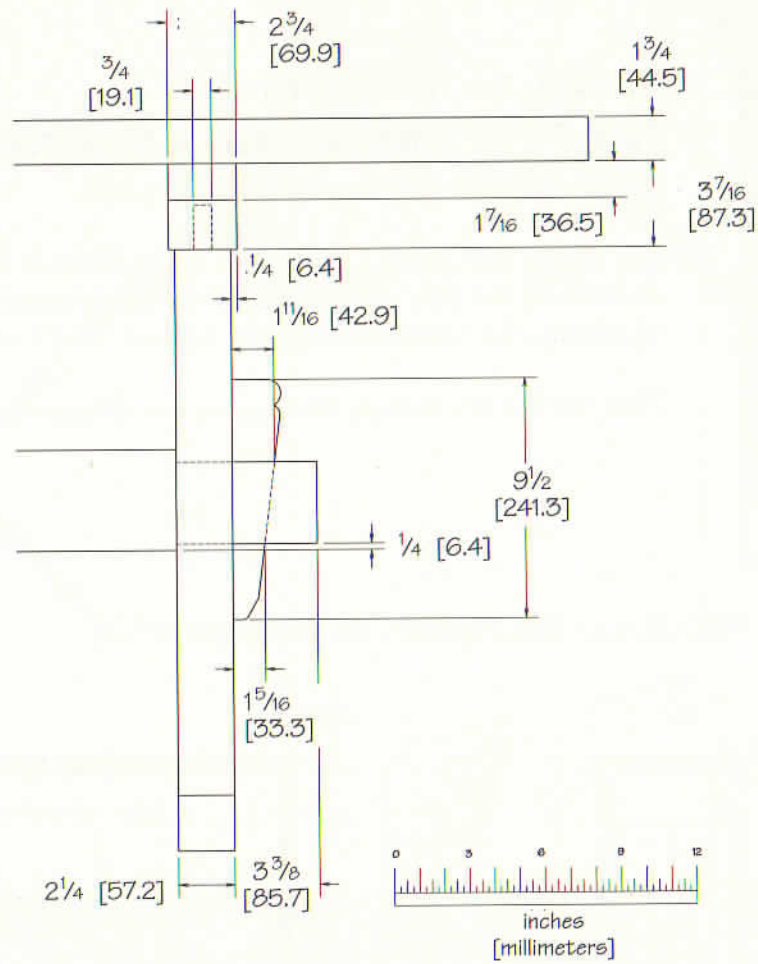 2 3/4
[69.9]
3/4
[19.1]
1 3/4
[44.5]
3 7/16
[87.3]
1 7/16 [36.5]
1/4 [6.4]
1 11/16 [42.9]
9 1/2
[241.3]
1/4 [6.4]
1 5/16
[33.3]
2 1/4 [57.2]
3 3/8
[85.7]
0 3 6 9 12
inches
[millimeters]